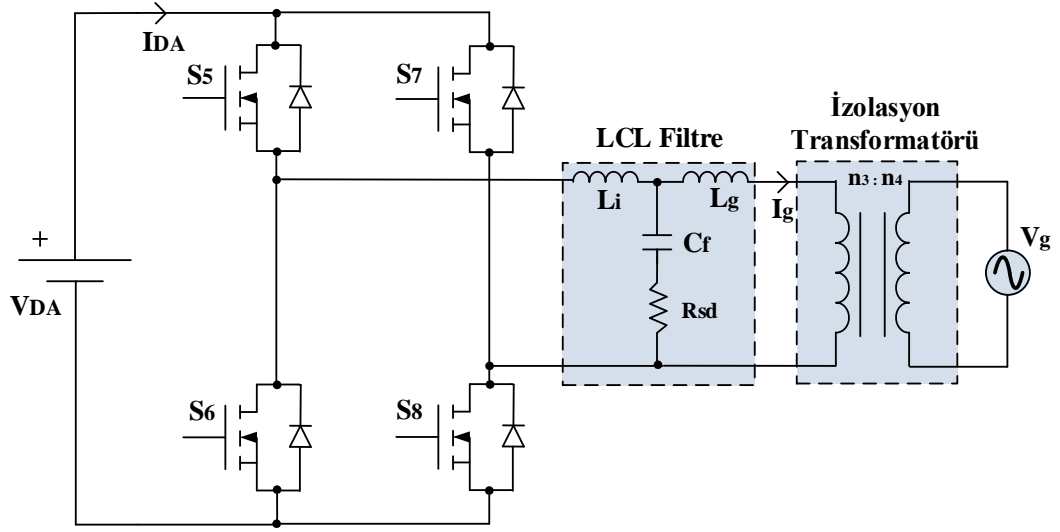 IDA
S5
S7
İzolasyon
Transformatörü
LCL Filtre
n3 : n4
Li
Lg
Ig
Vg
Cf
+
VDA
Rsd
S6
S8